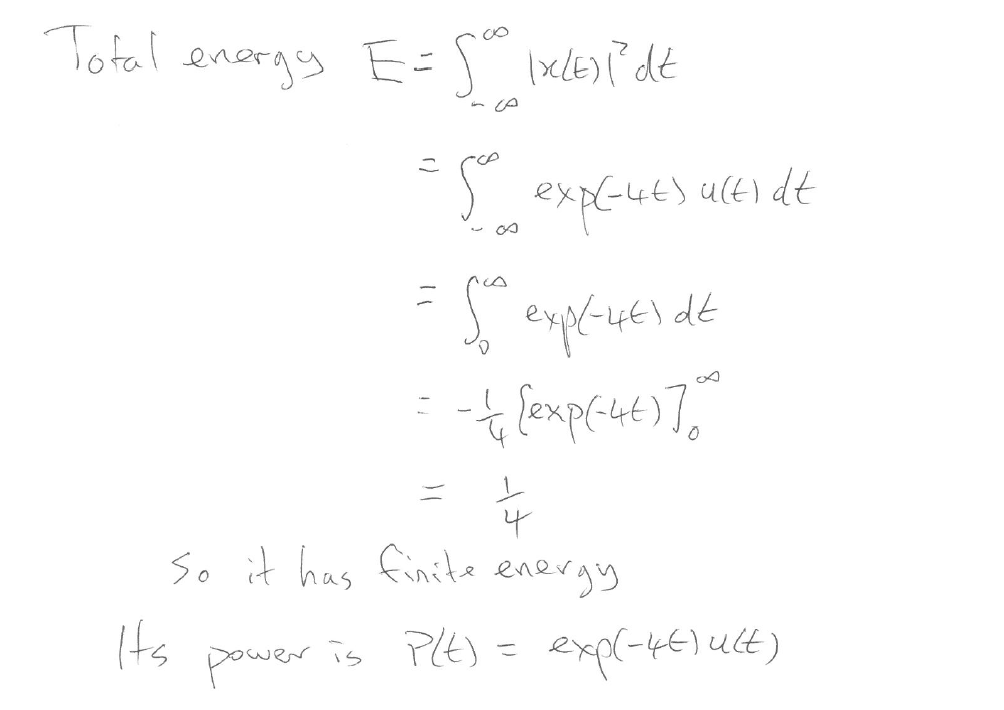 Total energy E = ∫_{-∞}^{∞} |x(t)|² dt
= ∫_{-∞}^{∞} exp(-4t) u(t) dt
= ∫_{0}^{∞} exp(-4t) dt
= -1/4 [exp(-4t)]_{0}^{∞}
= 1/4
So it has finite energy
Its power is P(t) = exp(-4t) u(t)